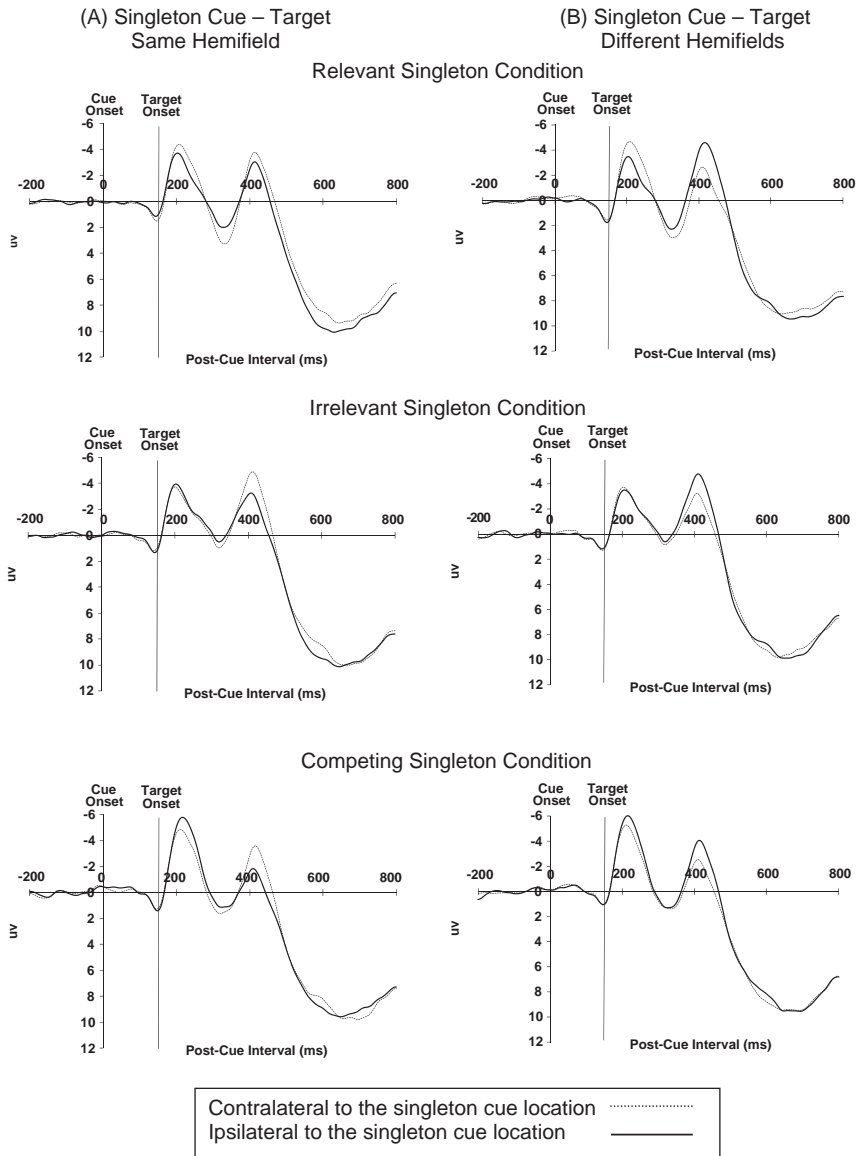 (A) Singleton Cue – Target
Same Hemifield
(B) Singleton Cue – Target
Different Hemifields
Relevant Singleton Condition
Cue
Onset
Target
Onset
-6
-4
-2
0
2
4
6
8
10
12
-200
0
200
400
600
800
uv
Post-Cue Interval (ms)
Cue
Onset
Target
Onset
-6
-4
-2
0
2
4
6
8
10
12
-200
0
200
400
600
800
uv
Post-Cue Interval (ms)
Irrelevant Singleton Condition
Cue
Onset
Target
Onset
-6
-4
-2
0
2
4
6
8
10
12
-200
0
200
400
600
800
uv
Post-Cue Interval (ms)
Cue
Onset
Target
Onset
-6
-4
-2
0
2
4
6
8
10
12
-200
0
200
400
600
800
uv
Post-Cue Interval (ms)
Competing Singleton Condition
Cue
Onset
Target
Onset
-6
-4
-2
0
2
4
6
8
10
12
-200
0
200
400
600
800
uv
Post-Cue Interval (ms)
Cue
Onset
Target
Onset
-6
-4
-2
0
2
4
6
8
10
12
-200
0
200
400
600
800
uv
Post-Cue Interval (ms)
Contralateral to the singleton cue location
Ipsilateral to the singleton cue location